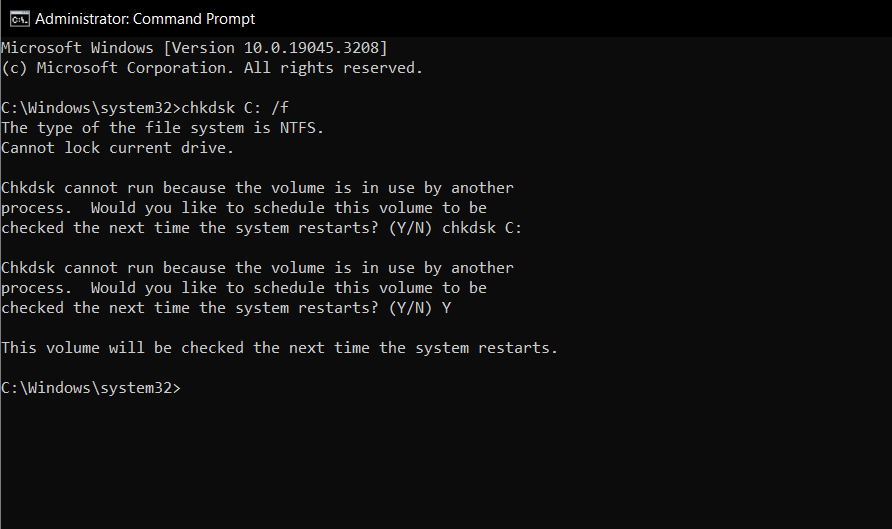 Administrator: Command Prompt
Microsoft Windows [Version 10.0.19045.3208]
(c) Microsoft Corporation. All rights reserved.
C:\Windows\system32>chkdsk C: /f
The type of the file system is NTFS.
Cannot lock current drive.
Chkdsk cannot run because the volume is in use by another
process.  Would you like to schedule this volume to be
checked the next time the system restarts? (Y/N) chkdsk C:
Chkdsk cannot run because the volume is in use by another
process.  Would you like to schedule this volume to be
checked the next time the system restarts? (Y/N) Y
This volume will be checked the next time the system restarts.
C:\Windows\system32>